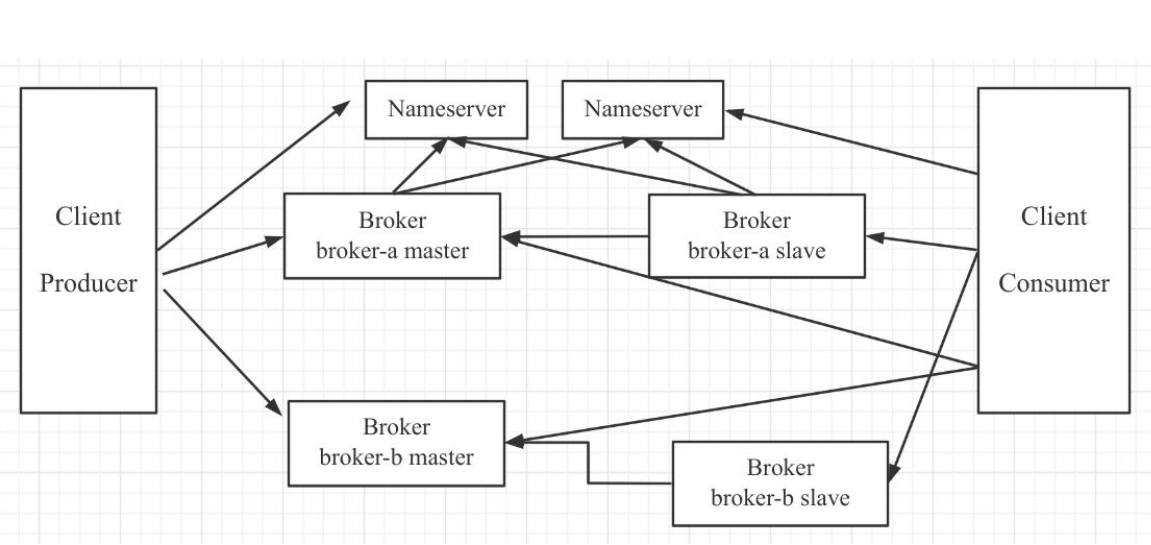 Nameserver
Nameserver
Client
Producer
Broker
broker-a master
Broker
broker-a slave
Client
Consumer
Broker
broker-b master
Broker
broker-b slave